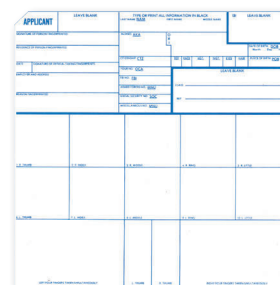 APPLICANT
LEAVE BLANK
TYPE OR PRINT ALL INFORMATION IN BLACK
LAST NAME NAM
FIRST NAME
MIDDLE NAME
LEAVE BLANK
SIGNATURE OF PERSON FINGERPRINTED
ALIASES AKA
O
R
I
RESIDENCE OF PERSON FINGERPRINTED
DATE OF BIRTH DOB
Month Day
CITIZENSHIP CTZ
SEX
RACE
HGT
WGT
EYES
HAIR
PLACE OF BIRTH POB
DATE
SIGNATURE OF OFFICIAL TAKING FINGERPRINTS
YOUR NO. OCA
LEAVE BLANK
EMPLOYER AND ADDRESS
FBI NO. FBI
CLASS
ARMED FORCES NO. MNU
REASON FINGERPRINTED
SOCIAL SECURITY NO. SOC
REF.
MISCELLANEOUS NO. MNU
1. R. THUMB
2. R. INDEX
3. R. MIDDLE
4. R. RING
5. R. LITTLE
6. L. THUMB
7. L. INDEX
8. L. MIDDLE
9. L. RING
10. L. LITTLE
LEFT FOUR FINGERS TAKEN SIMULTANEOUSLY
L. THUMB
R. THUMB
RIGHT FOUR FINGERS TAKEN SIMULTANEOUSLY